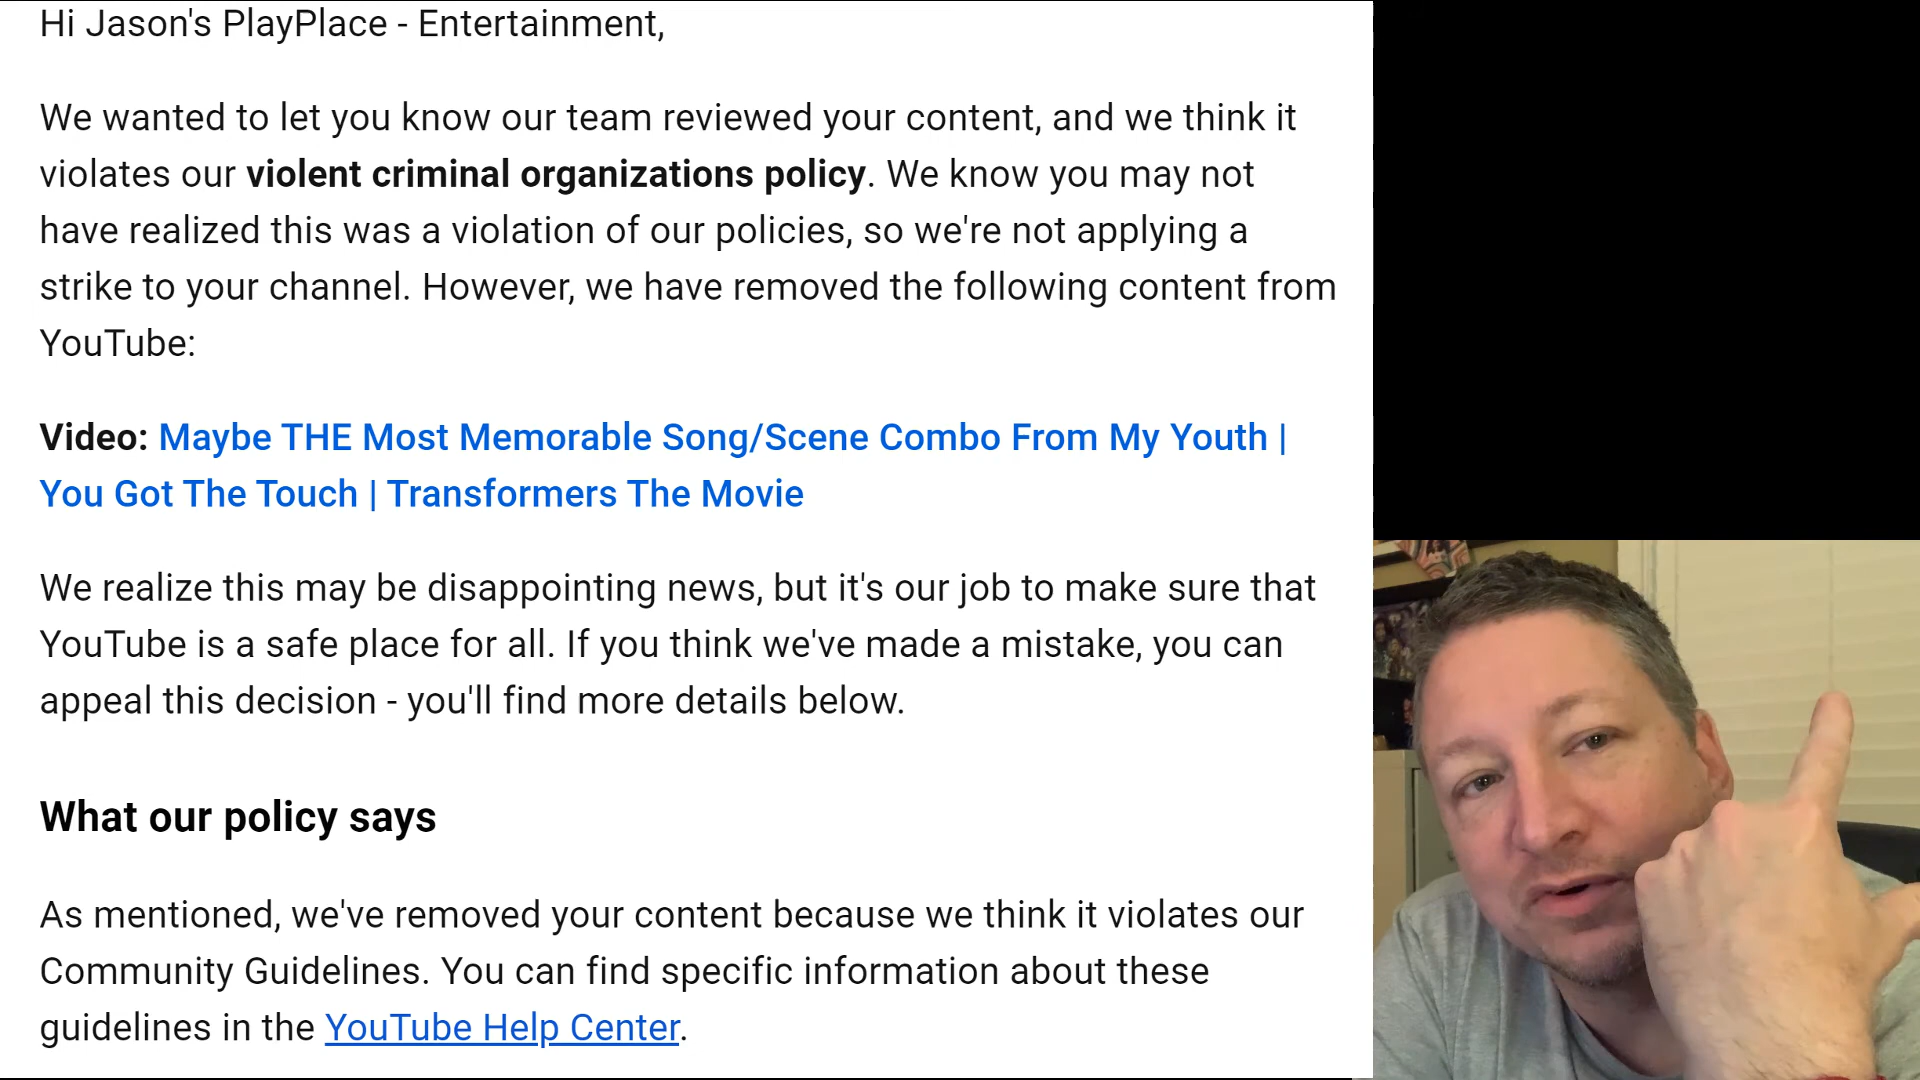 Hi Jason's PlayPlace - Entertainment,
We wanted to let you know our team reviewed your content, and we think it
violates our violent criminal organizations policy. We know you may not
have realized this was a violation of our policies, so we're not applying a
strike to your channel. However, we have removed the following content from
YouTube:
Video: Maybe THE Most Memorable Song/Scene Combo From My Youth |
You Got The Touch | Transformers The Movie
We realize this may be disappointing news, but it's our job to make sure that
YouTube is a safe place for all. If you think we've made a mistake, you can
appeal this decision - you'll find more details below.
What our policy says
As mentioned, we've removed your content because we think it violates our
Community Guidelines. You can find specific information about these
guidelines in the YouTube Help Center.